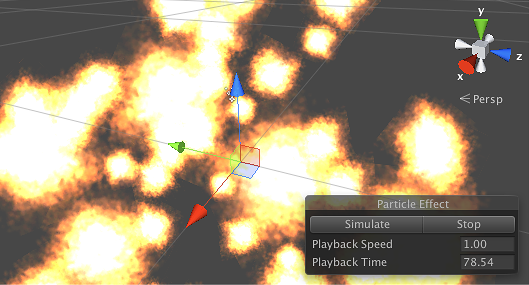 y
z
x
< Persp
Particle Effect
Simulate Stop
Playback Speed 1.00
Playback Time 78.54